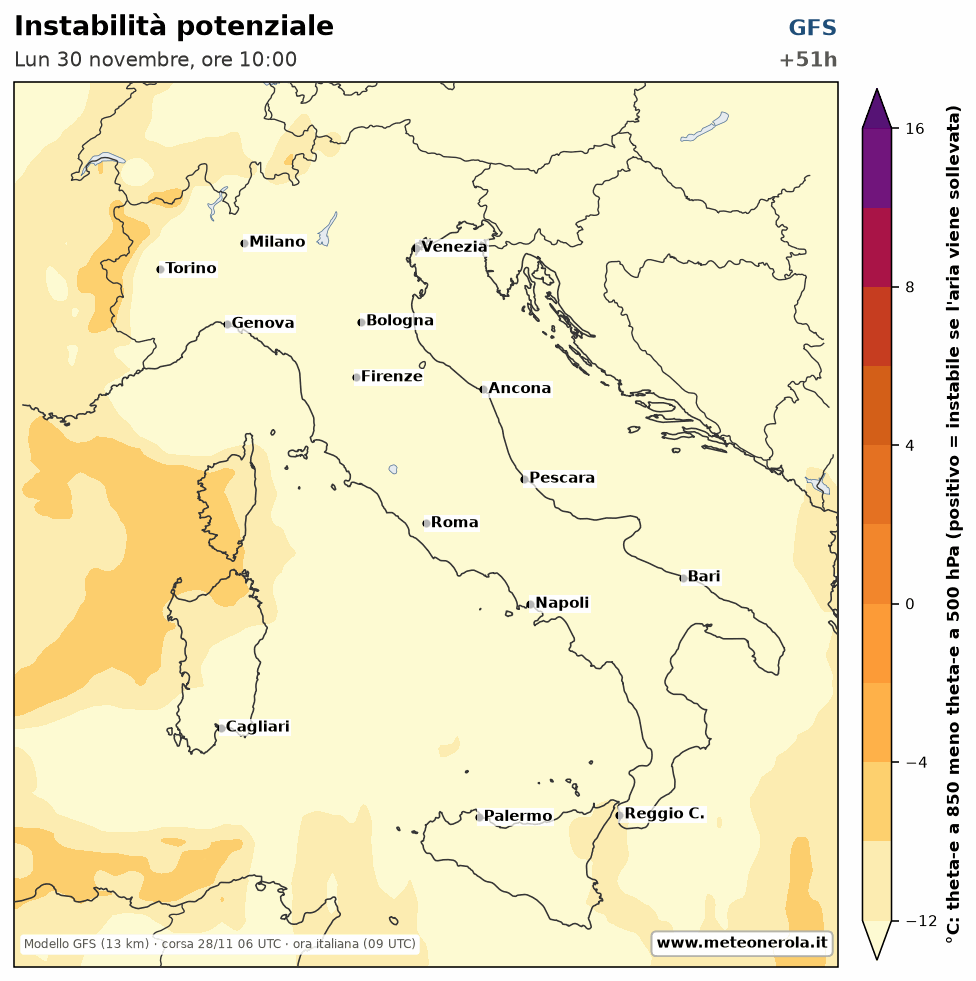 Instabilità potenziale
GFS
Lun 30 novembre, ore 10:00
+51h
Milano
Venezia
Torino
Genova
Bologna
Firenze
Ancona
Pescara
Roma
Bari
Napoli
Cagliari
Palermo
Reggio C.
Modello GFS (13 km) · corsa 28/11 06 UTC · ora italiana (09 UTC)
www.meteonerola.it
16
8
4
0
−4
−12
°C: theta-e a 850 meno theta-e a 500 hPa (positivo = instabile se l'aria viene sollevata)